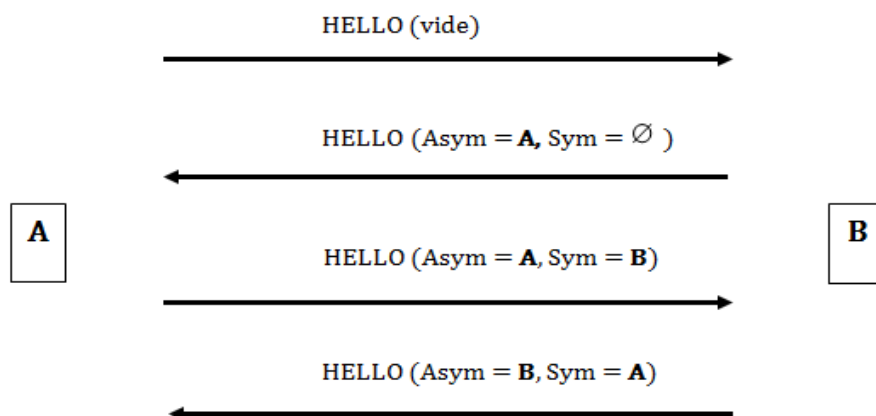 HELLO (vide)
HELLO (Asym = A, Sym = ∅ )
A
B
HELLO (Asym = A, Sym = B)
HELLO (Asym = B, Sym = A)